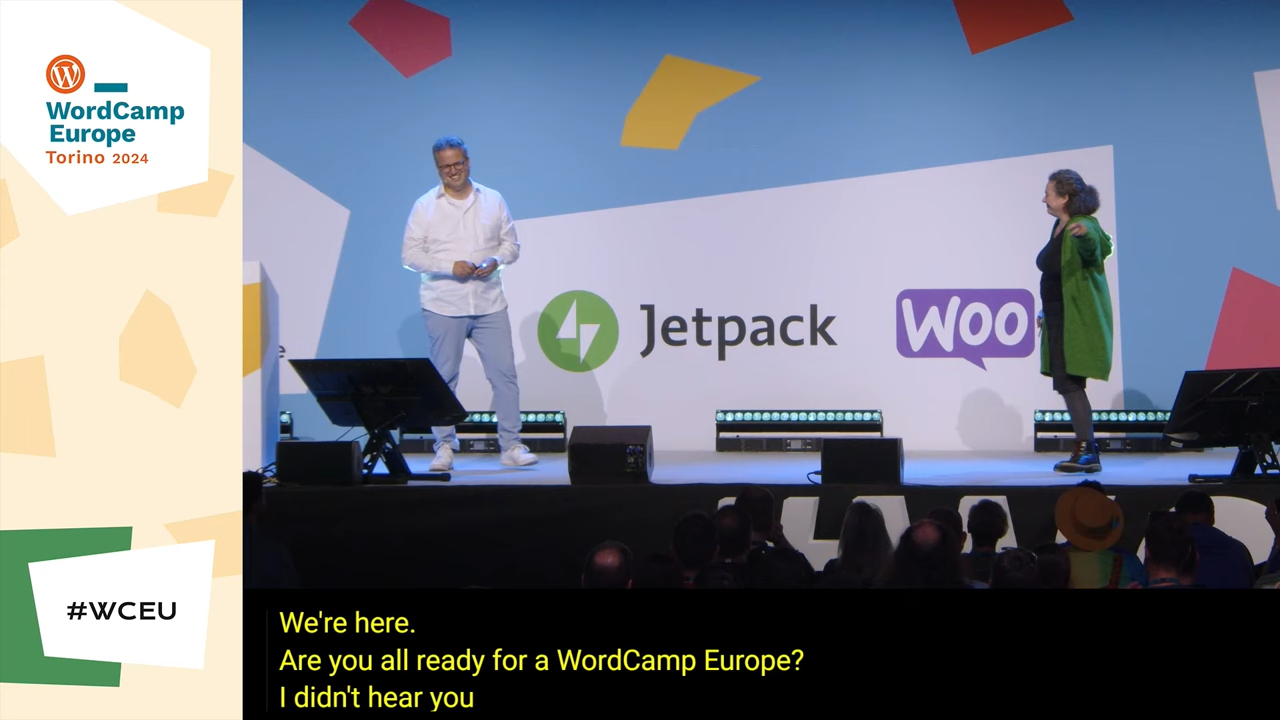 WordCamp
Europe
Torino 2024
Jetpack
WOO
e
#WCEU
We're here.
Are you all ready for a WordCamp Europe?
I didn't hear you